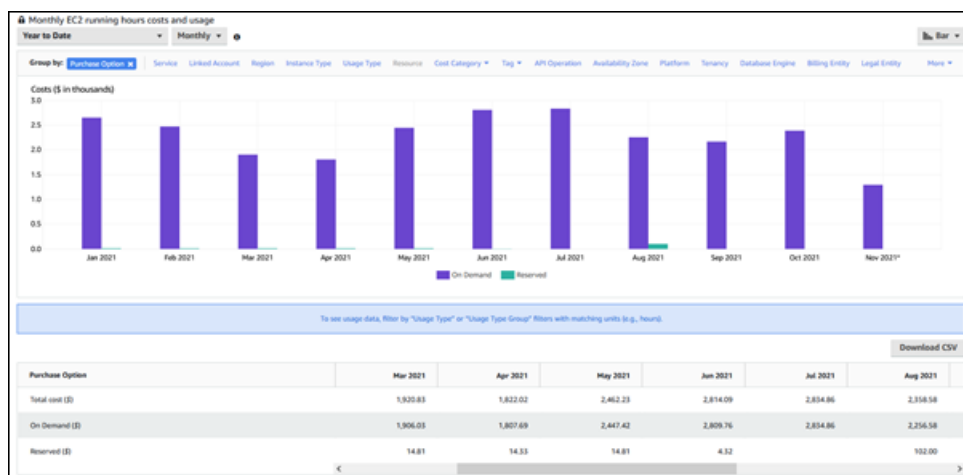 Monthly EC2 running hours costs and usage
Year to Date Monthly Bar
Group by: Purchase Option Service Linked Account Region Instance Type Usage Type Resource Cost Category Tag API Operation Availability Zone Platform Tenancy Database Engine Billing Entity Legal Entity More
Costs ($ in thousands)
3.0
2.5
2.0
1.5
1.0
0.5
0.0
Jan 2021 Feb 2021 Mar 2021 Apr 2021 May 2021 Jun 2021 Jul 2021 Aug 2021 Sep 2021 Oct 2021 Nov 2021*
On Demand Reserved
To see usage data, filter by "Usage Type" or "Usage Type Group" filters with matching units (e.g., hours).
Download CSV
Purchase Option Mar 2021 Apr 2021 May 2021 Jun 2021 Jul 2021 Aug 2021
Total cost ($) 1,920.83 1,822.02 2,462.23 2,814.09 2,834.86 2,358.58
On Demand ($) 1,906.03 1,807.69 2,447.42 2,809.76 2,834.86 2,256.58
Reserved ($) 14.81 14.33 14.81 4.32 102.00